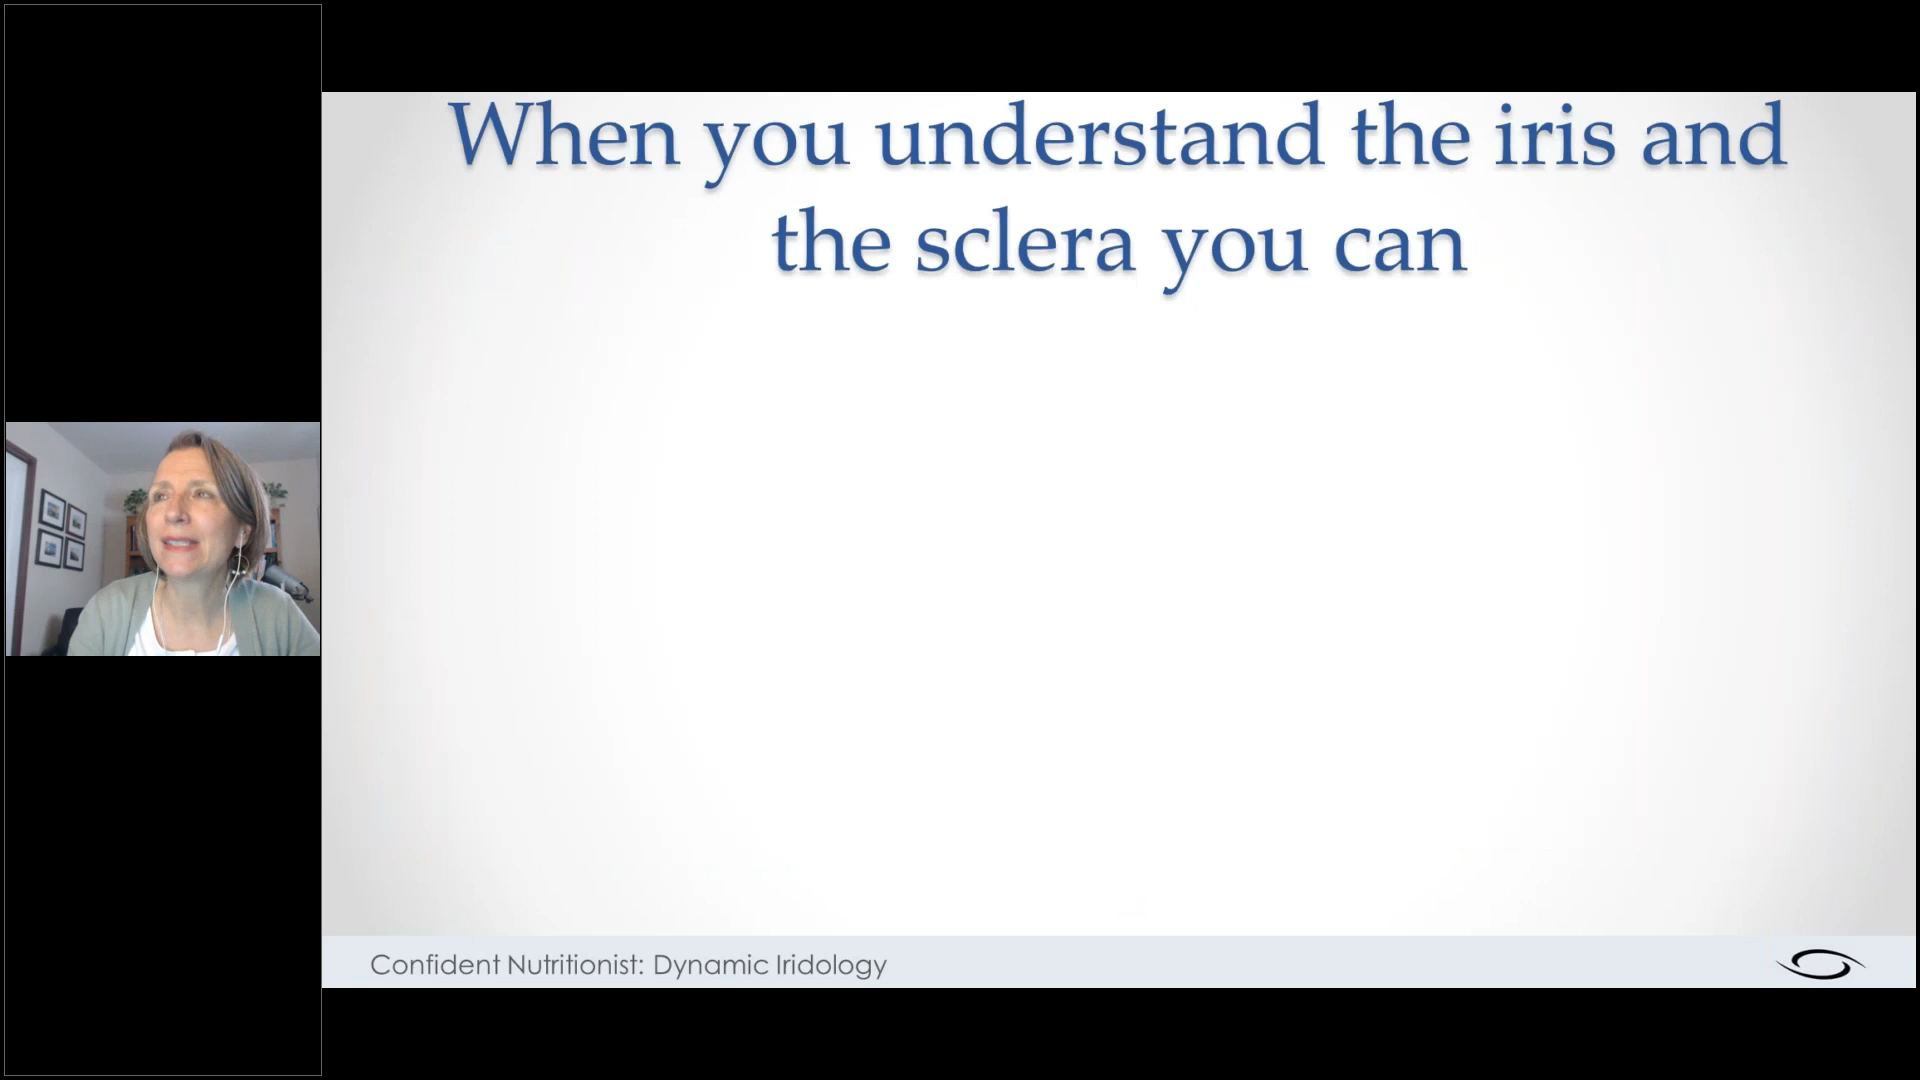 When you understand the iris and
the sclera you can
Confident Nutritionist: Dynamic Iridology